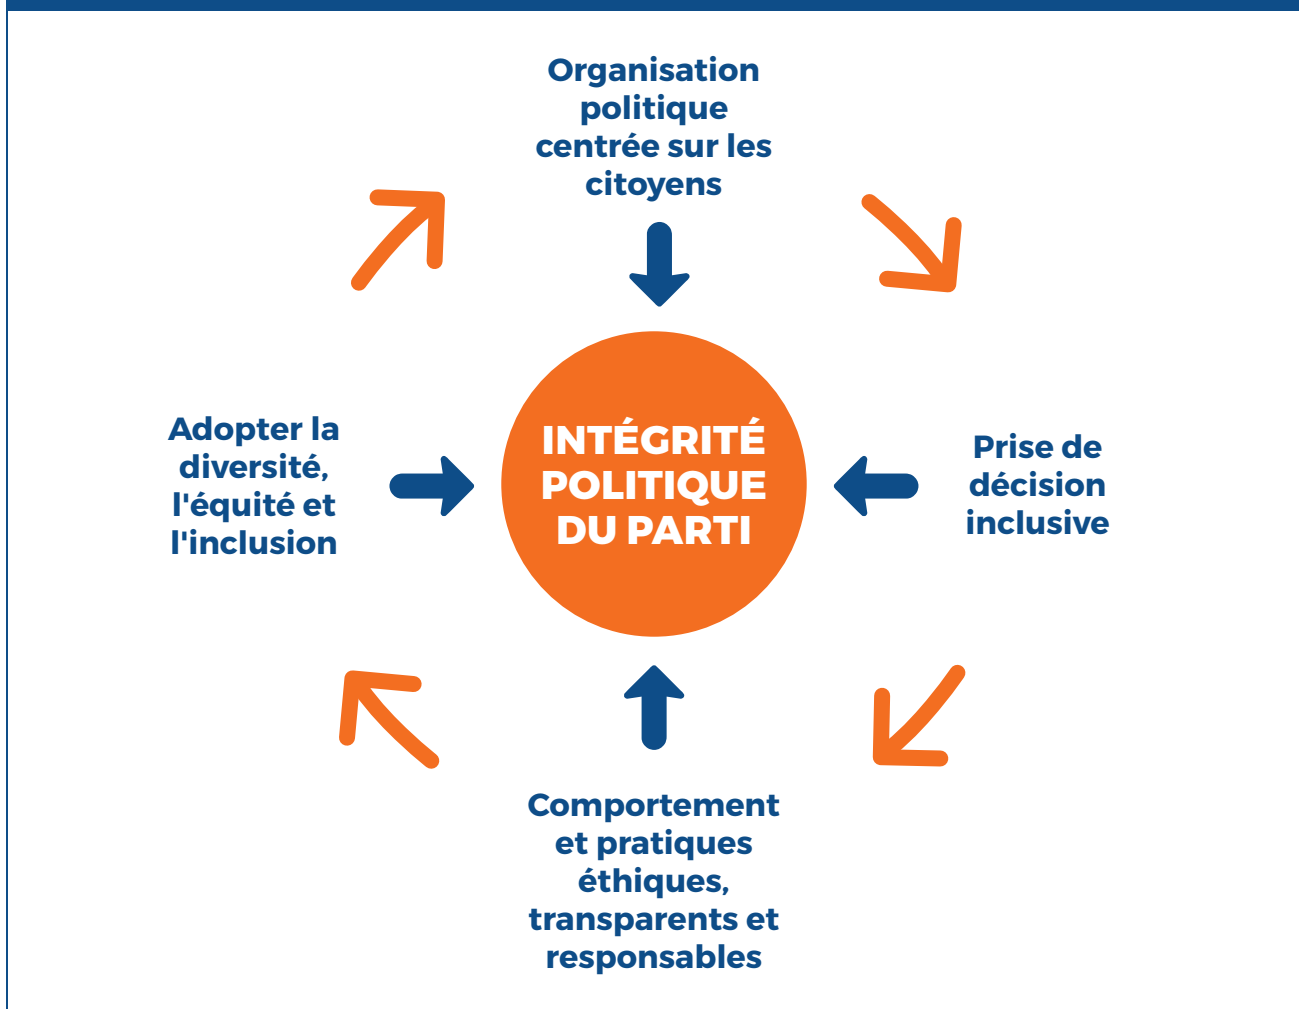 Organisation
politique
centrée sur les
citoyens
Adopter la
diversité,
l'équité et
l'inclusion
INTÉGRITÉ
POLITIQUE
DU PARTI
Prise de
décision
inclusive
Comportement
et pratiques
éthiques,
transparents et
responsables